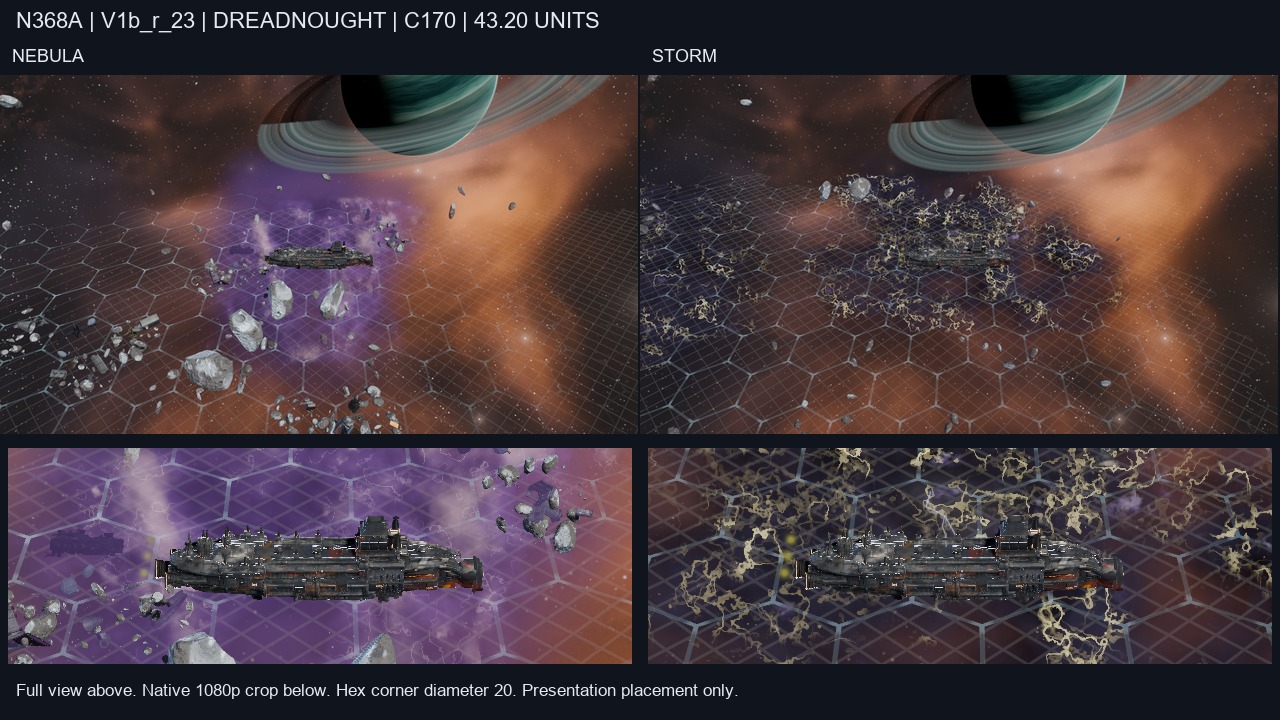 N368A | V1b_r_23 | DREADNOUGHT | C170 | 43.20 UNITS
NEBULA
STORM
Full view above. Native 1080p crop below. Hex corner diameter 20. Presentation placement only.